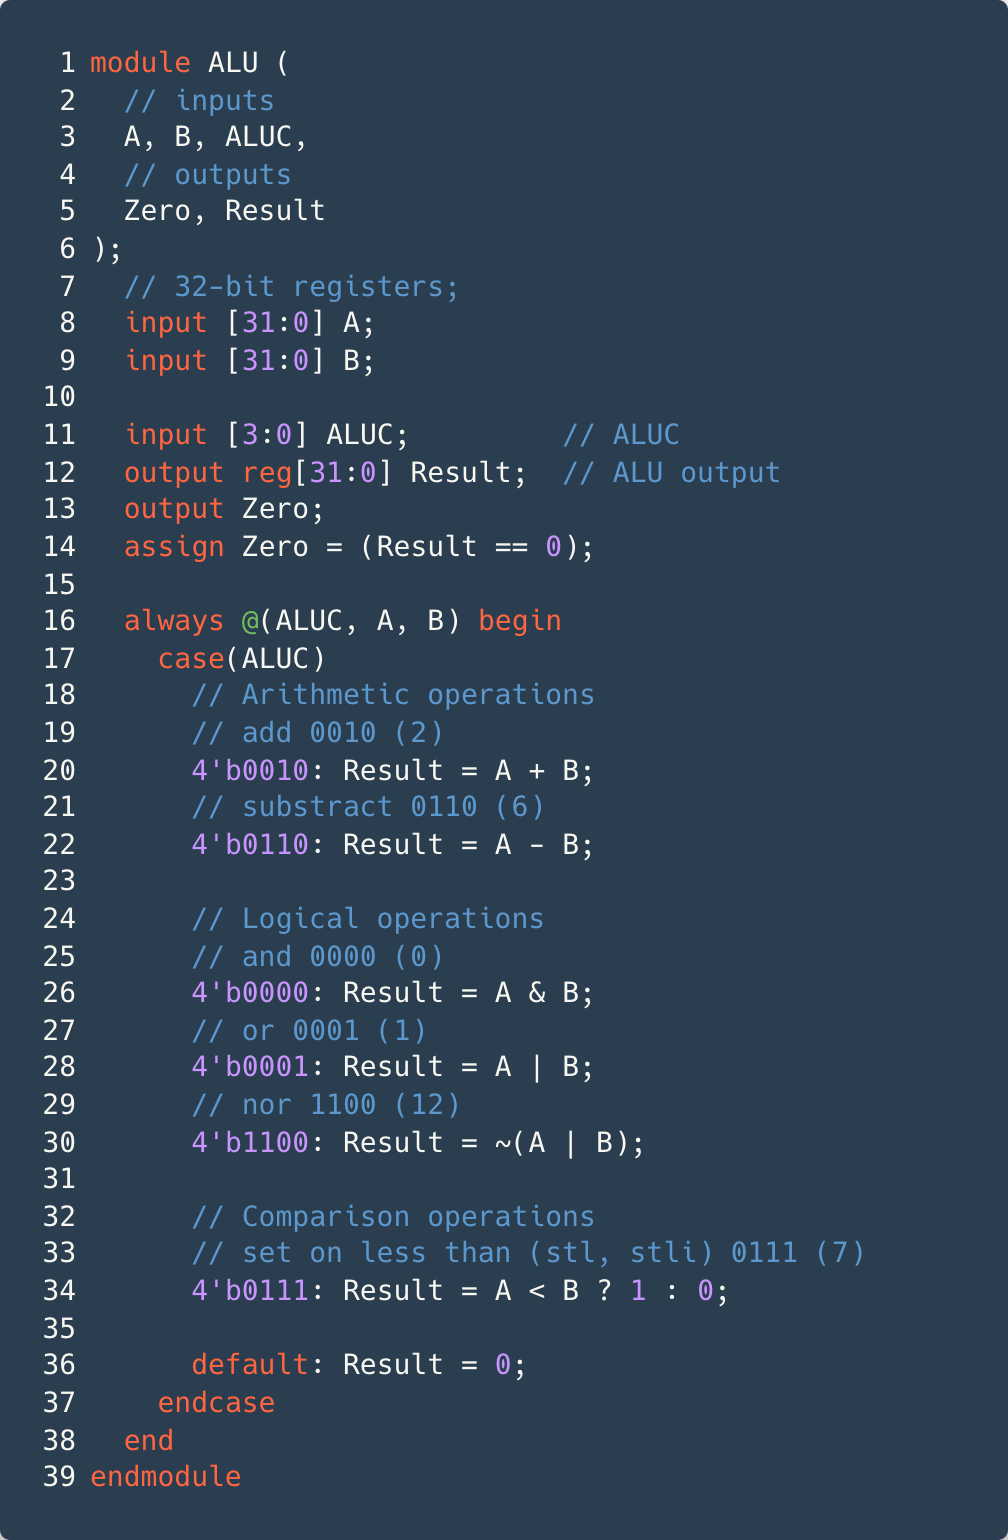 1 module ALU (
2   // inputs
3   A, B, ALUC,
4   // outputs
5   Zero, Result
6 );
7   // 32-bit registers;
8   input [31:0] A;
9   input [31:0] B;
10
11   input [3:0] ALUC;         // ALUC
12   output reg[31:0] Result;  // ALU output
13   output Zero;
14   assign Zero = (Result == 0);
15
16   always @(ALUC, A, B) begin
17     case(ALUC)
18       // Arithmetic operations
19       // add 0010 (2)
20       4'b0010: Result = A + B;
21       // substract 0110 (6)
22       4'b0110: Result = A - B;
23
24       // Logical operations
25       // and 0000 (0)
26       4'b0000: Result = A & B;
27       // or 0001 (1)
28       4'b0001: Result = A | B;
29       // nor 1100 (12)
30       4'b1100: Result = ~(A | B);
31
32       // Comparison operations
33       // set on less than (stl, stli) 0111 (7)
34       4'b0111: Result = A < B ? 1 : 0;
35
36       default: Result = 0;
37     endcase
38   end
39 endmodule